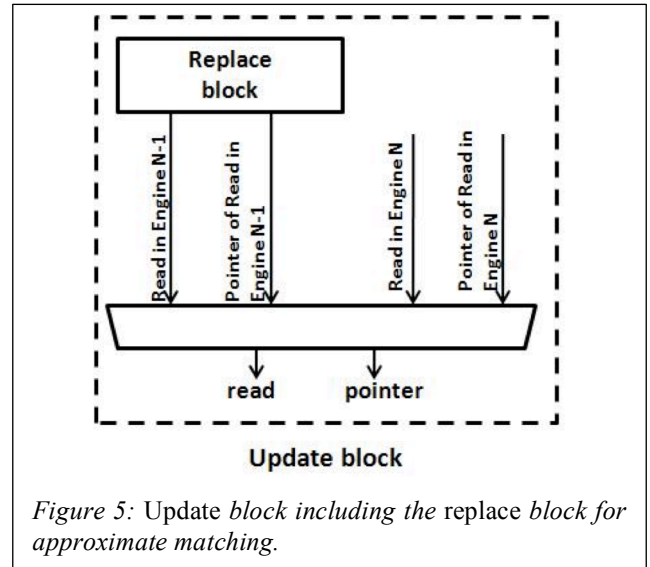 Replace
block
Read in Engine N-1
Pointer of Read in
Engine N-1
Read in Engine N
Pointer of Read in
Engine N
read pointer
Update block
Figure 5: Update block including the replace block for
approximate matching.